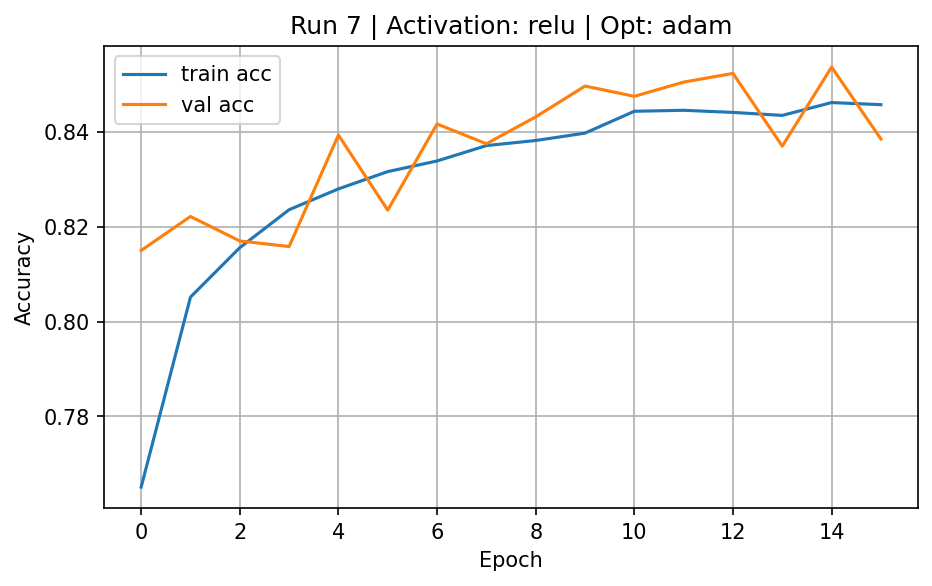 Run 7 | Activation: relu | Opt: adam
train acc
val acc
0.84
0.82
0.80
0.78
Accuracy
0 2 4 6 8 10 12 14
Epoch